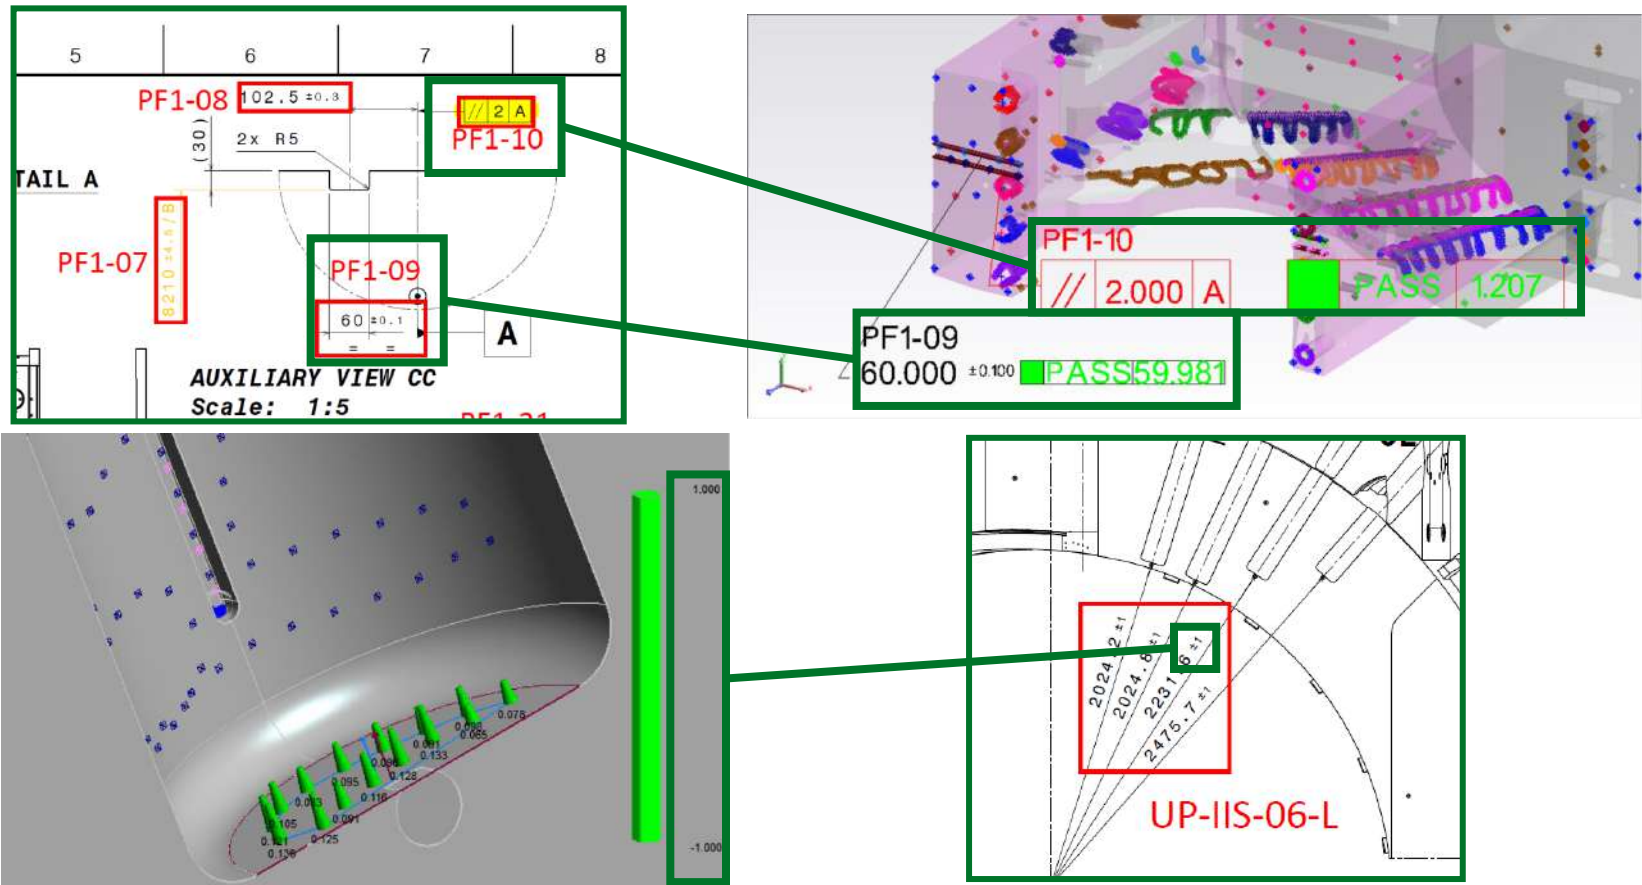 5 6 7 8
PF1-08 102.5 ±0.3
// 2 A
PF1-10
(30)
2x R5
TAIL A
PF1-07
8210 ±4.5/B
PF1-09
60 ±0.1
= =
A
AUXILIARY VIEW CC
Scale: 1:5
PF1-10
// 2.000 A PASS 1.207
PF1-09
60.000 ±0.100 PASS 59.981
1.000
0.078
0.065
0.133
0.128
0.095
0.116
0.091
0.125
-1.000
2024.2 ±1
2024.8 ±1
2231.6 ±1
2475.7 ±1
UP-IIS-06-L